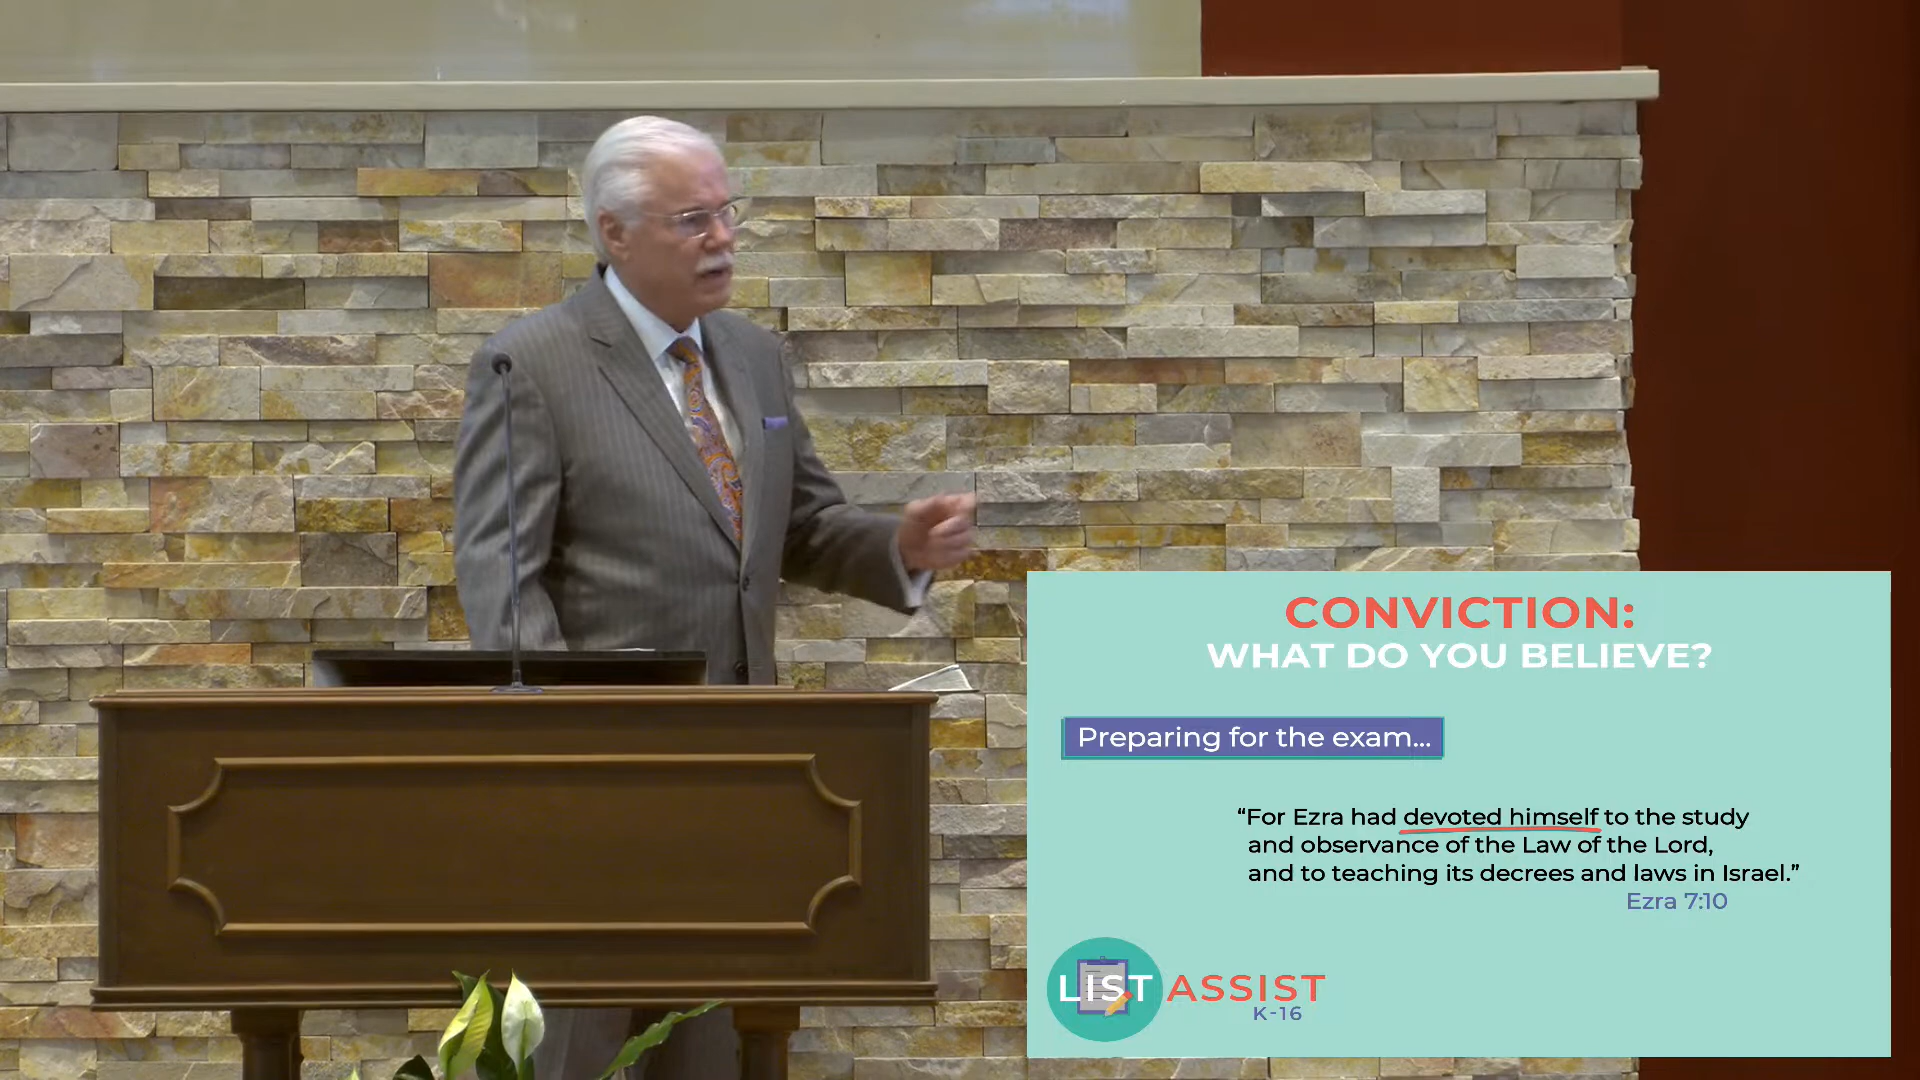 CONVICTION:
WHAT DO YOU BELIEVE?
Preparing for the exam...
“For Ezra had devoted himself to the study
and observance of the Law of the Lord,
and to teaching its decrees and laws in Israel.”
Ezra 7:10
LIST ASSIST
K-16